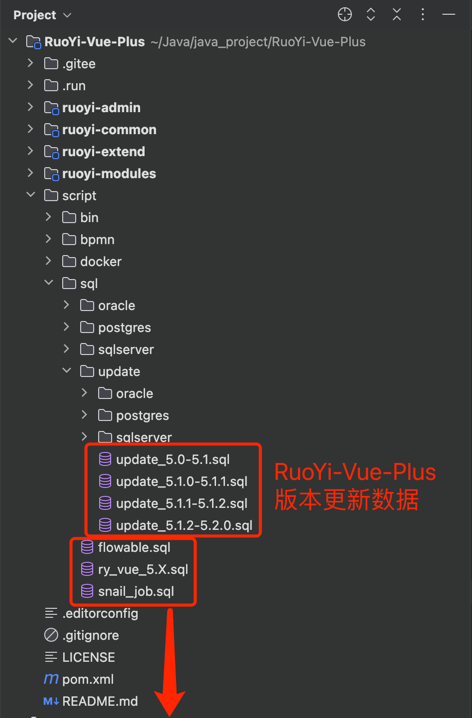 Project
RuoYi-Vue-Plus ~/Java/java_project/RuoYi-Vue-Plus
.gitee
.run
ruoyi-admin
ruoyi-common
ruoyi-extend
ruoyi-modules
script
bin
bpmn
docker
sql
oracle
postgres
sqlserver
update
oracle
postgres
sqlserver
update_5.0-5.1.sql
update_5.1.0-5.1.1.sql
update_5.1.1-5.1.2.sql
update_5.1.2-5.2.0.sql
RuoYi-Vue-Plus
版本更新数据
flowable.sql
ry_vue_5.X.sql
snail_job.sql
.editorconfig
.gitignore
LICENSE
m pom.xml
M↓ README.md